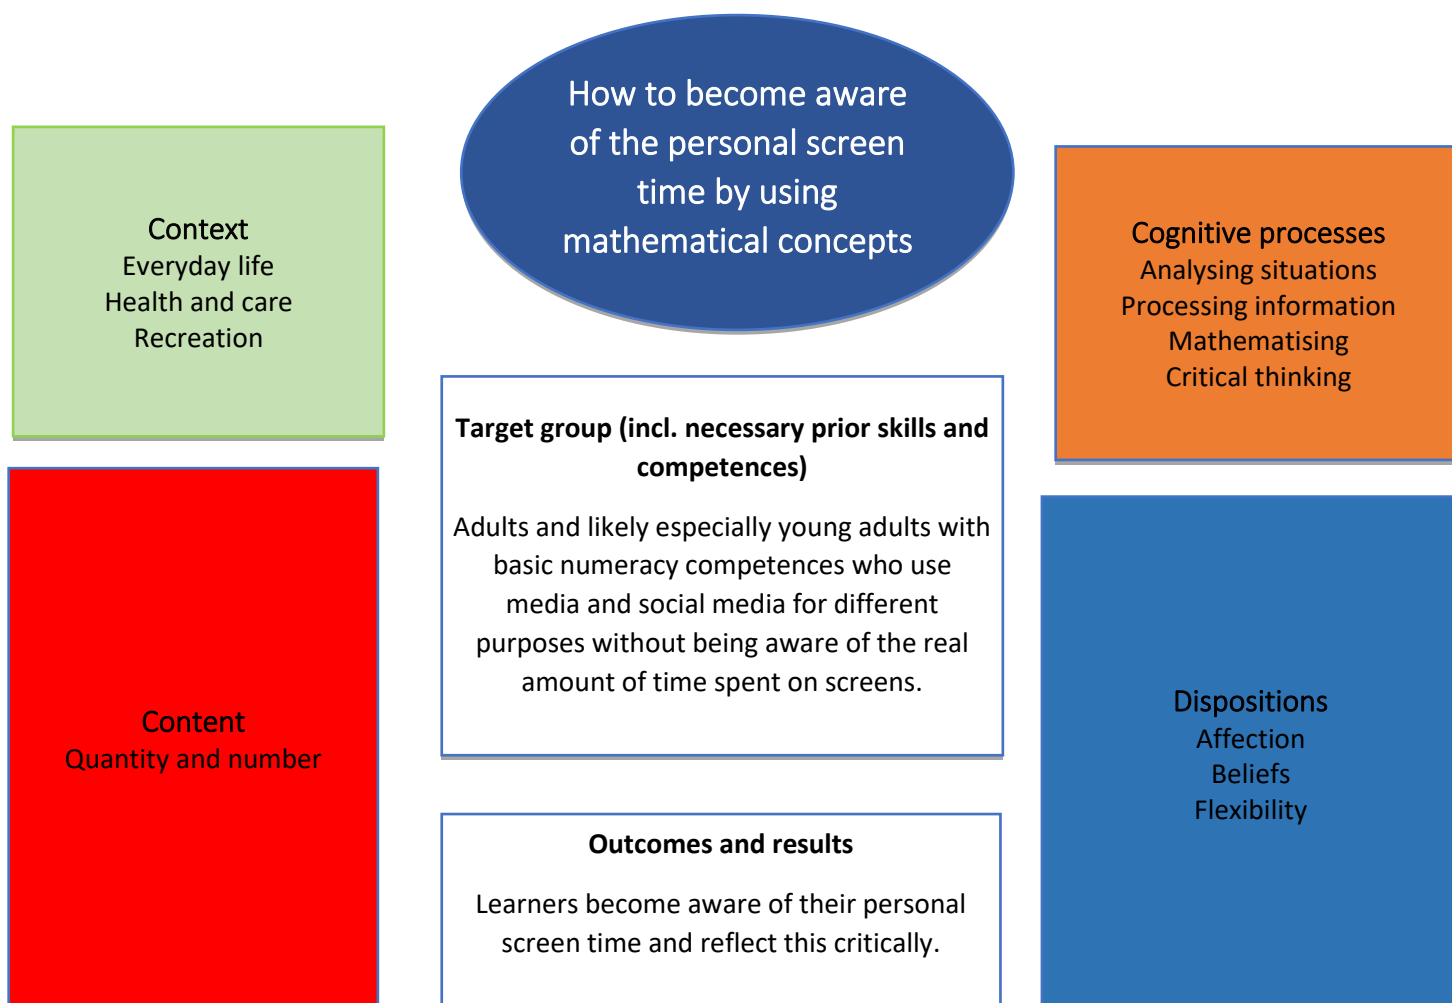 How to become aware
of the personal screen
time by using
mathematical concepts
Context
Everyday life
Health and care
Recreation
Cognitive processes
Analysing situations
Processing information
Mathematising
Critical thinking
Target group (incl. necessary prior skills and
competences)
Adults and likely especially young adults with
basic numeracy competences who use
media and social media for different
purposes without being aware of the real
amount of time spent on screens.
Content
Quantity and number
Dispositions
Affection
Beliefs
Flexibility
Outcomes and results
Learners become aware of their personal
screen time and reflect this critically.